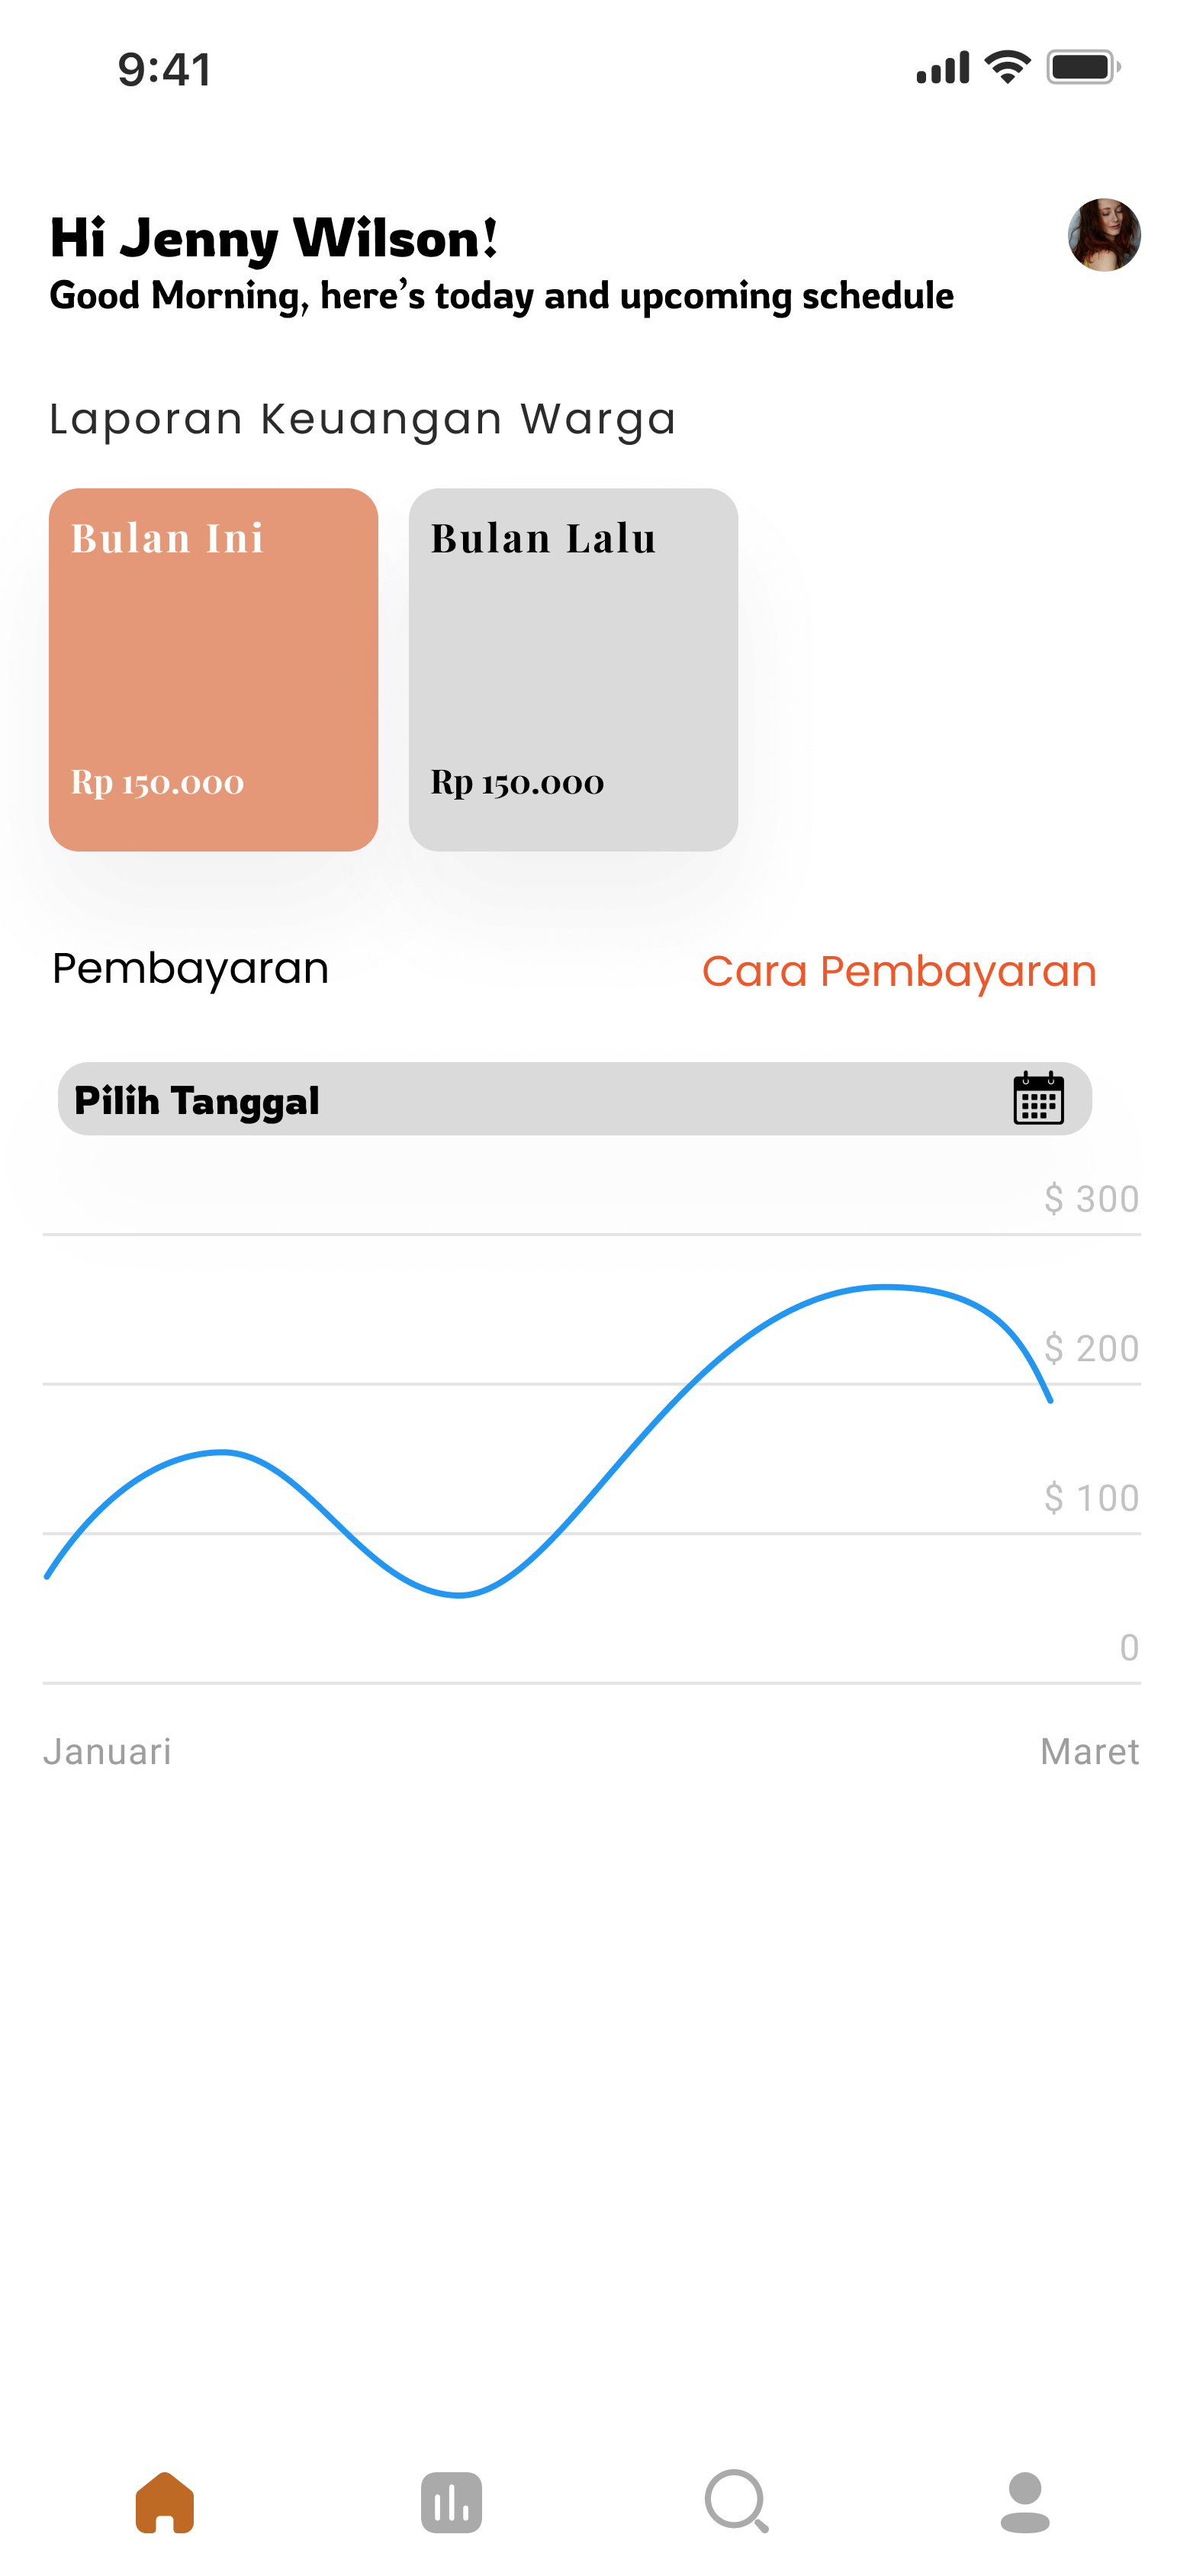 9:41
Hi Jenny Wilson!
Good Morning, here’s today and upcoming schedule
Laporan Keuangan Warga
Bulan Ini
Rp 150.000
Bulan Lalu
Rp 150.000
Pembayaran
Cara Pembayaran
Pilih Tanggal
$ 300
$ 200
$ 100
0
Januari
Maret